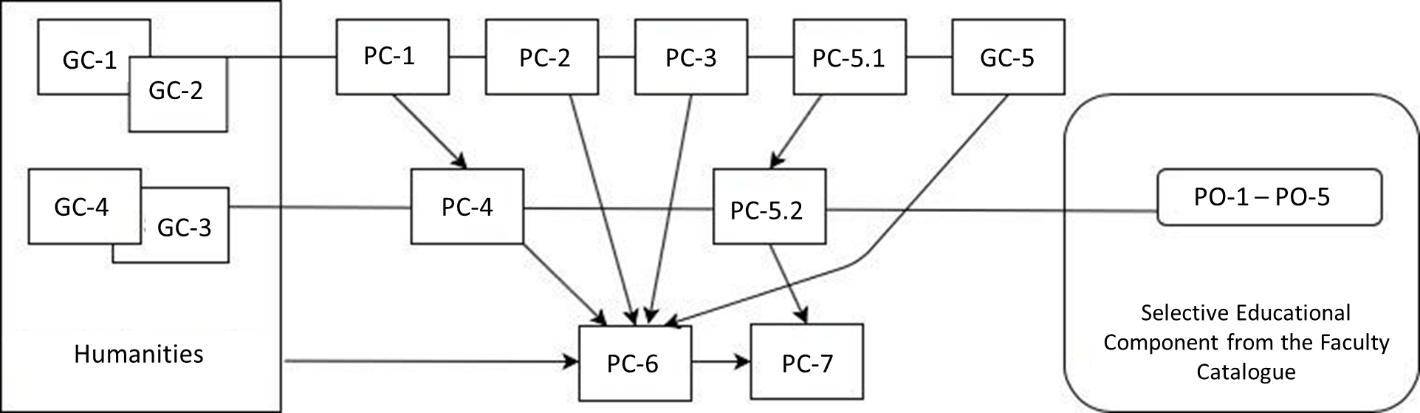 GC-1
GC-2
PC-1
PC-2
PC-3
PC-5.1
GC-5
GC-4
GC-3
PC-4
PC-5.2
PO-1 – PO-5
Humanities
PC-6
PC-7
Selective Educational
Component from the Faculty
Catalogue